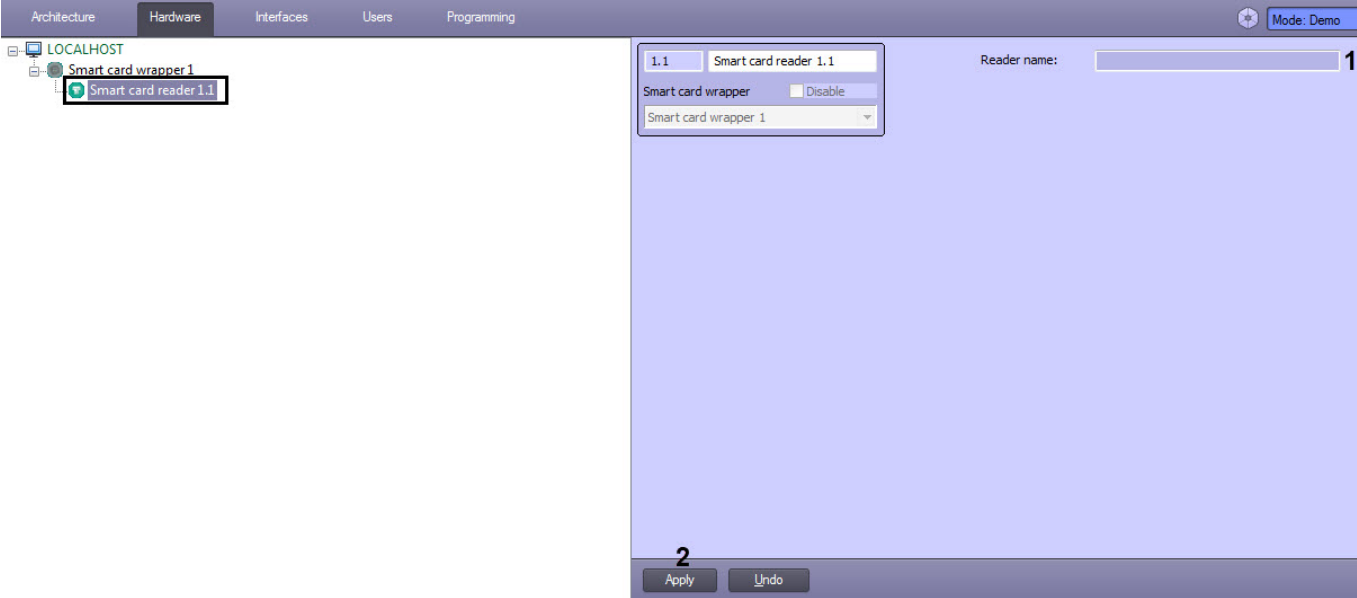 Architecture Hardware Interfaces Users Programming Mode: Demo
LOCALHOST
Smart card wrapper 1
Smart card reader 1.1
1.1 Smart card reader 1.1
Smart card wrapper Disable
Smart card wrapper 1
Reader name: 1
2
Apply Undo